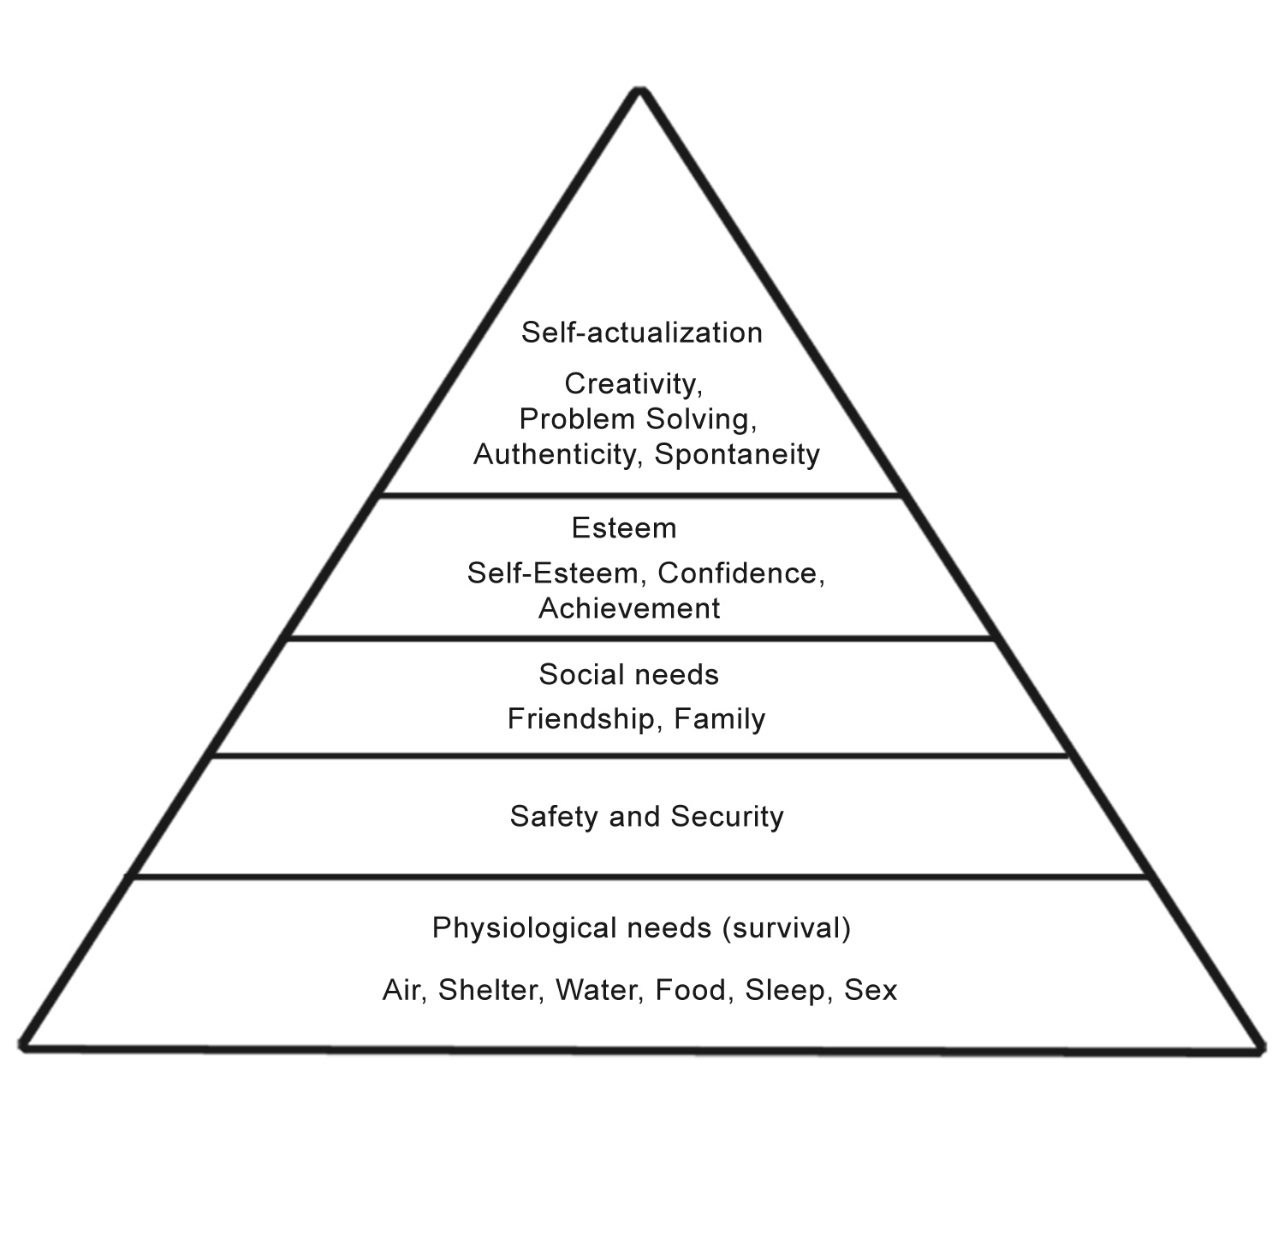 Self-actualization
Creativity,
Problem Solving,
Authenticity, Spontaneity
Esteem
Self-Esteem, Confidence,
Achievement
Social needs
Friendship, Family
Safety and Security
Physiological needs (survival)
Air, Shelter, Water, Food, Sleep, Sex